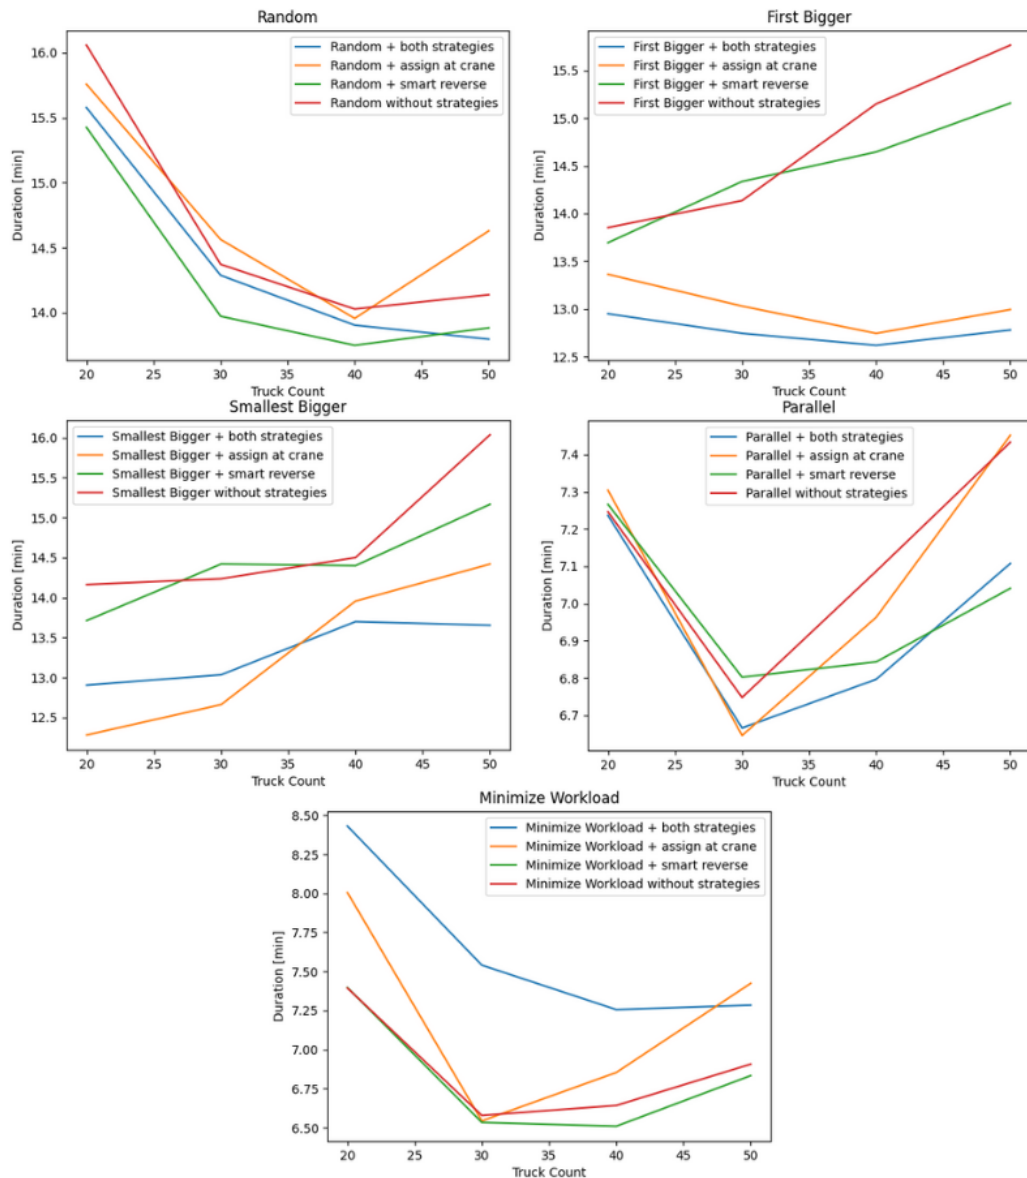 Random
Random + both strategies
Random + assign at crane
Random + smart reverse
Random without strategies
16.0
15.5
15.0
14.5
14.0
Duration [min]
20 25 30 35 40 45 50
Truck Count
First Bigger
First Bigger + both strategies
First Bigger + assign at crane
First Bigger + smart reverse
First Bigger without strategies
15.5
15.0
14.5
14.0
13.5
13.0
12.5
Duration [min]
20 25 30 35 40 45 50
Truck Count
Smallest Bigger
Smallest Bigger + both strategies
Smallest Bigger + assign at crane
Smallest Bigger + smart reverse
Smallest Bigger without strategies
16.0
15.5
15.0
14.5
14.0
13.5
13.0
12.5
Duration [min]
20 25 30 35 40 45 50
Truck Count
Parallel
Parallel + both strategies
Parallel + assign at crane
Parallel + smart reverse
Parallel without strategies
7.4
7.3
7.2
7.1
7.0
6.9
6.8
6.7
Duration [min]
20 25 30 35 40 45 50
Truck Count
Minimize Workload
Minimize Workload + both strategies
Minimize Workload + assign at crane
Minimize Workload + smart reverse
Minimize Workload without strategies
8.50
8.25
8.00
7.75
7.50
7.25
7.00
6.75
6.50
Duration [min]
20 25 30 35 40 45 50
Truck Count